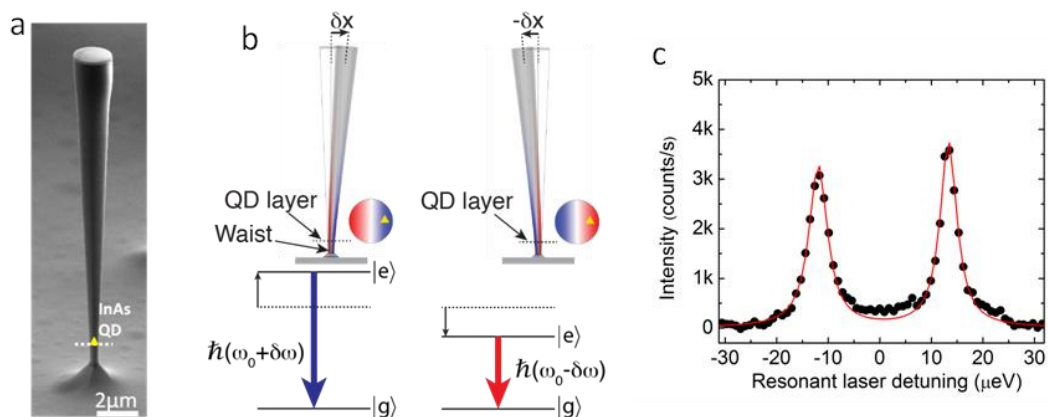 a
InAs
QD
2μm
b
δx
-δx
QD layer
Waist
QD layer
|e⟩
ħ(ω₀+δω)
|g⟩
|e⟩
ħ(ω₀-δω)
|g⟩
c
Intensity (counts/s)
5k
4k
3k
2k
1k
0
-30 -20 -10 0 10 20 30
Resonant laser detuning (μeV)